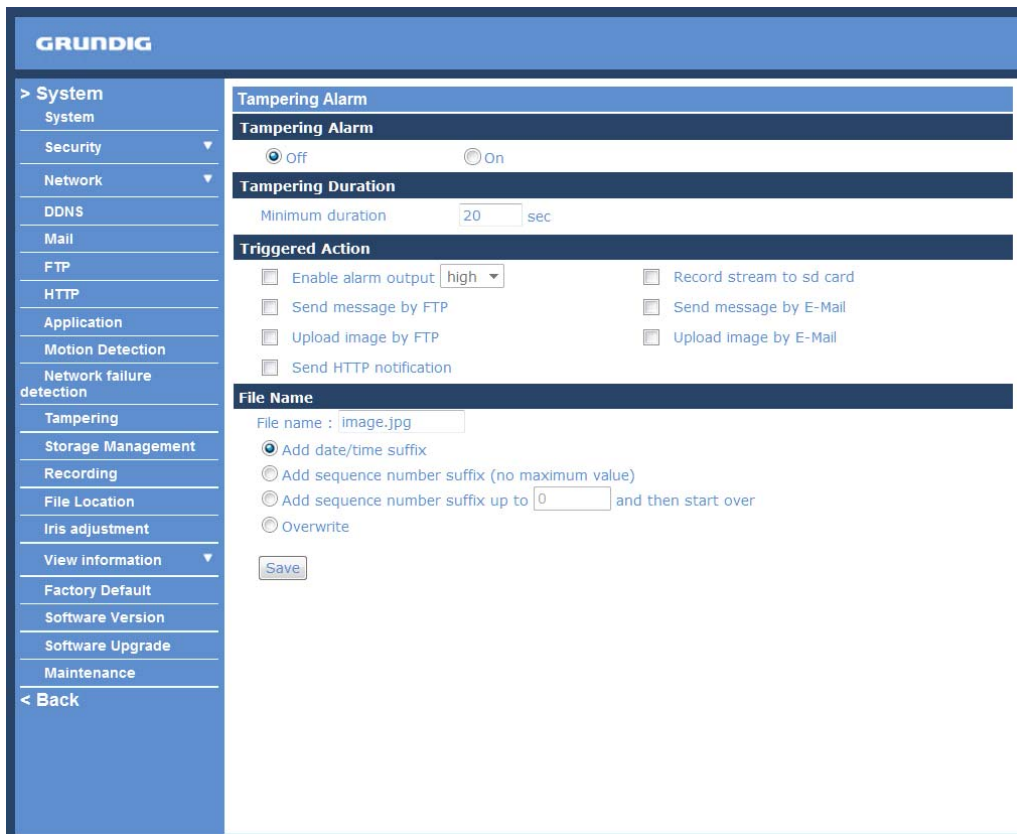 GRUNDIG
> System
System
Security
Network
DDNS
Mail
FTP
HTTP
Application
Motion Detection
Network failure
detection
Tampering
Storage Management
Recording
File Location
Iris adjustment
View information
Factory Default
Software Version
Software Upgrade
Maintenance
< Back
Tampering Alarm
Tampering Alarm
Off On
Tampering Duration
Minimum duration 20 sec
Triggered Action
Enable alarm output high Record stream to sd card
Send message by FTP Send message by E-Mail
Upload image by FTP Upload image by E-Mail
Send HTTP notification
File Name
File name : image.jpg
Add date/time suffix
Add sequence number suffix (no maximum value)
Add sequence number suffix up to 0 and then start over
Overwrite
Save